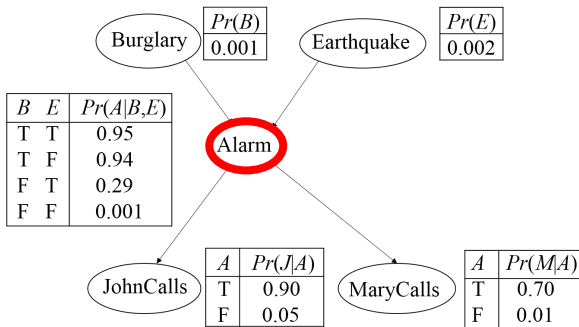 Burglary
Pr(B)
0.001
Earthquake
Pr(E)
0.002
B E Pr(A|B,E)
T T 0.95
T F 0.94
F T 0.29
F F 0.001
Alarm
JohnCalls
A Pr(J|A)
T 0.90
F 0.05
MaryCalls
A Pr(M|A)
T 0.70
F 0.01